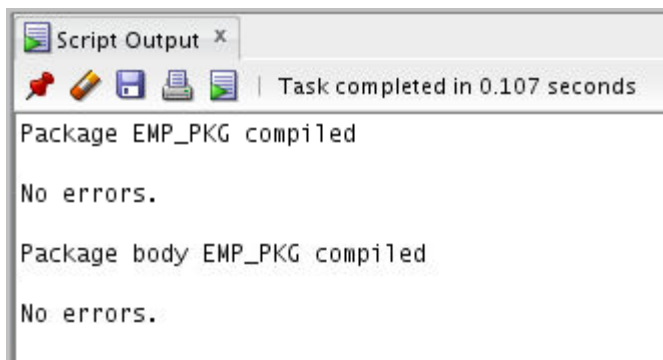 Script Output x
Task completed in 0.107 seconds
Package EMP_PKG compiled
No errors.
Package body EMP_PKG compiled
No errors.